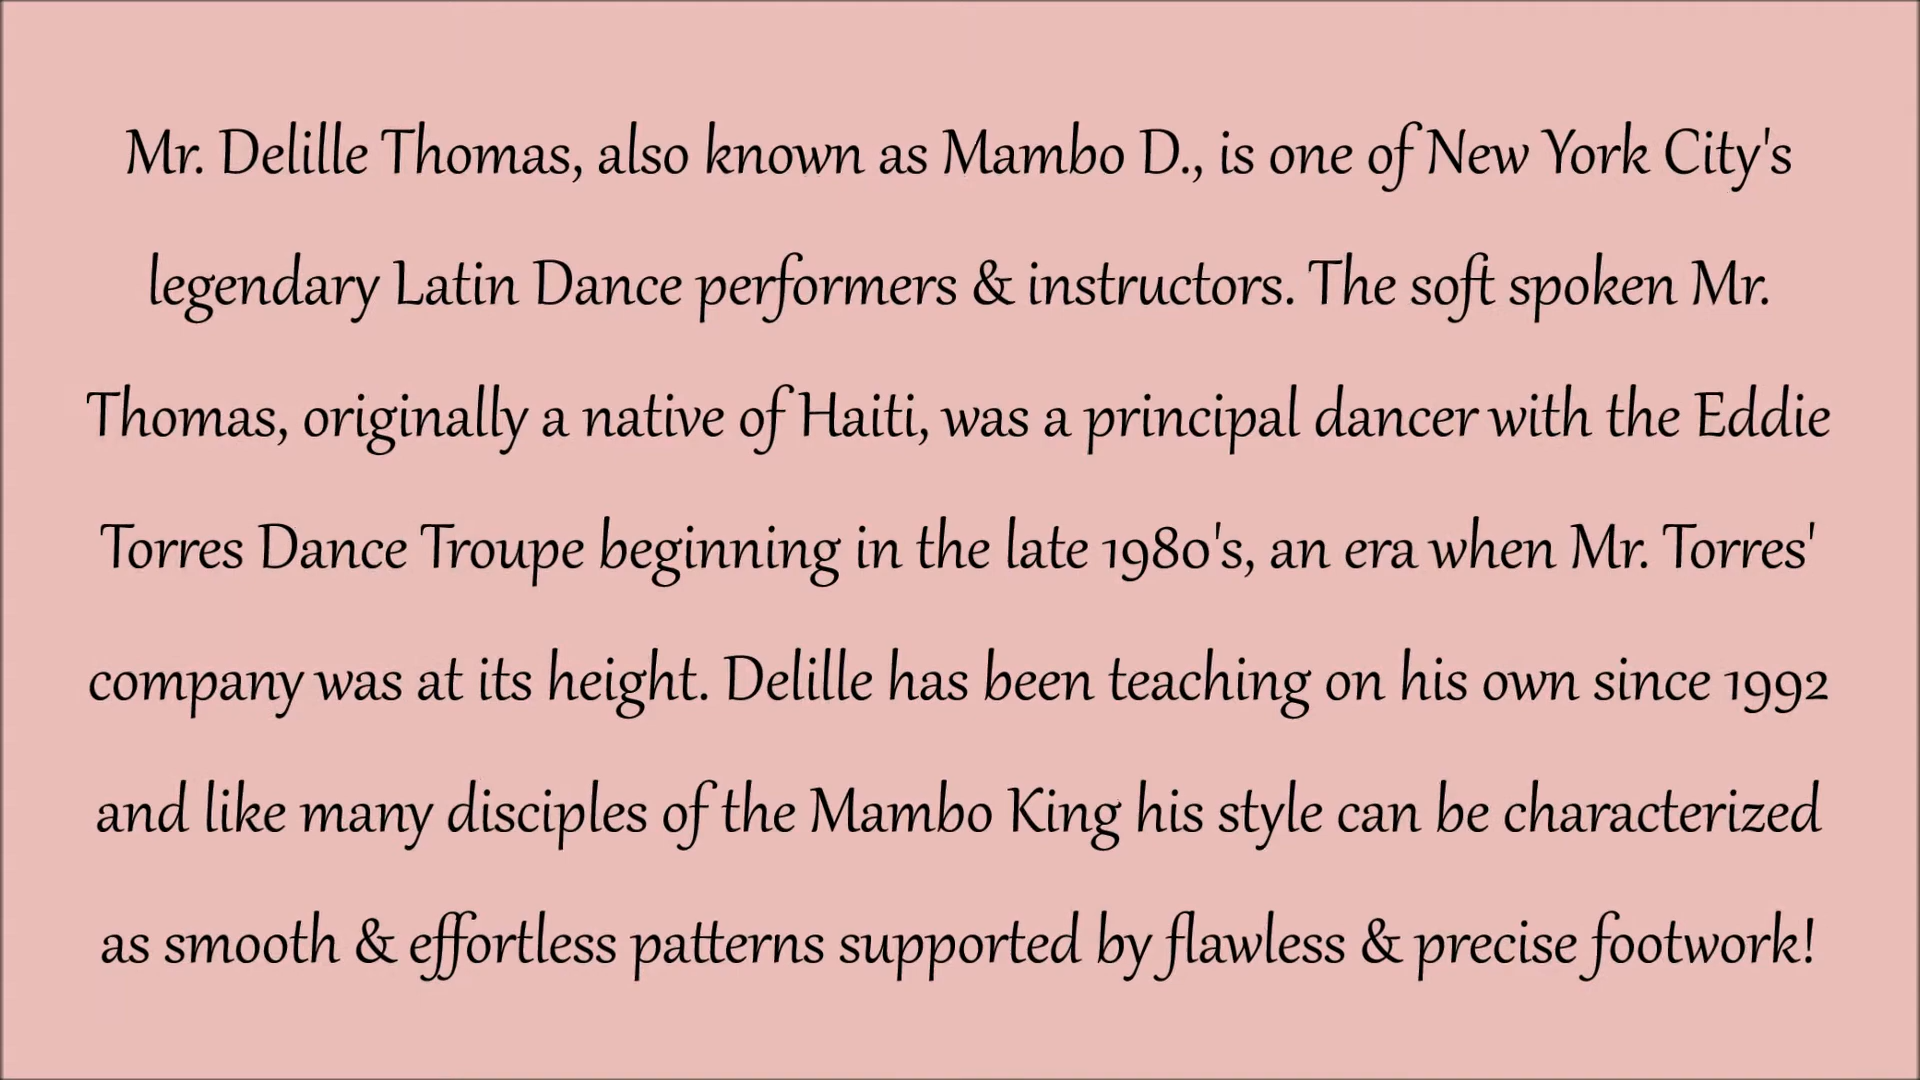 Mr. Delille Thomas, also known as Mambo D., is one of New York City's
legendary Latin Dance performers & instructors. The soft spoken Mr.
Thomas, originally a native of Haiti, was a principal dancer with the Eddie
Torres Dance Troupe beginning in the late 1980's, an era when Mr. Torres'
company was at its height. Delille has been teaching on his own since 1992
and like many disciples of the Mambo King his style can be characterized
as smooth & effortless patterns supported by flawless & precise footwork!